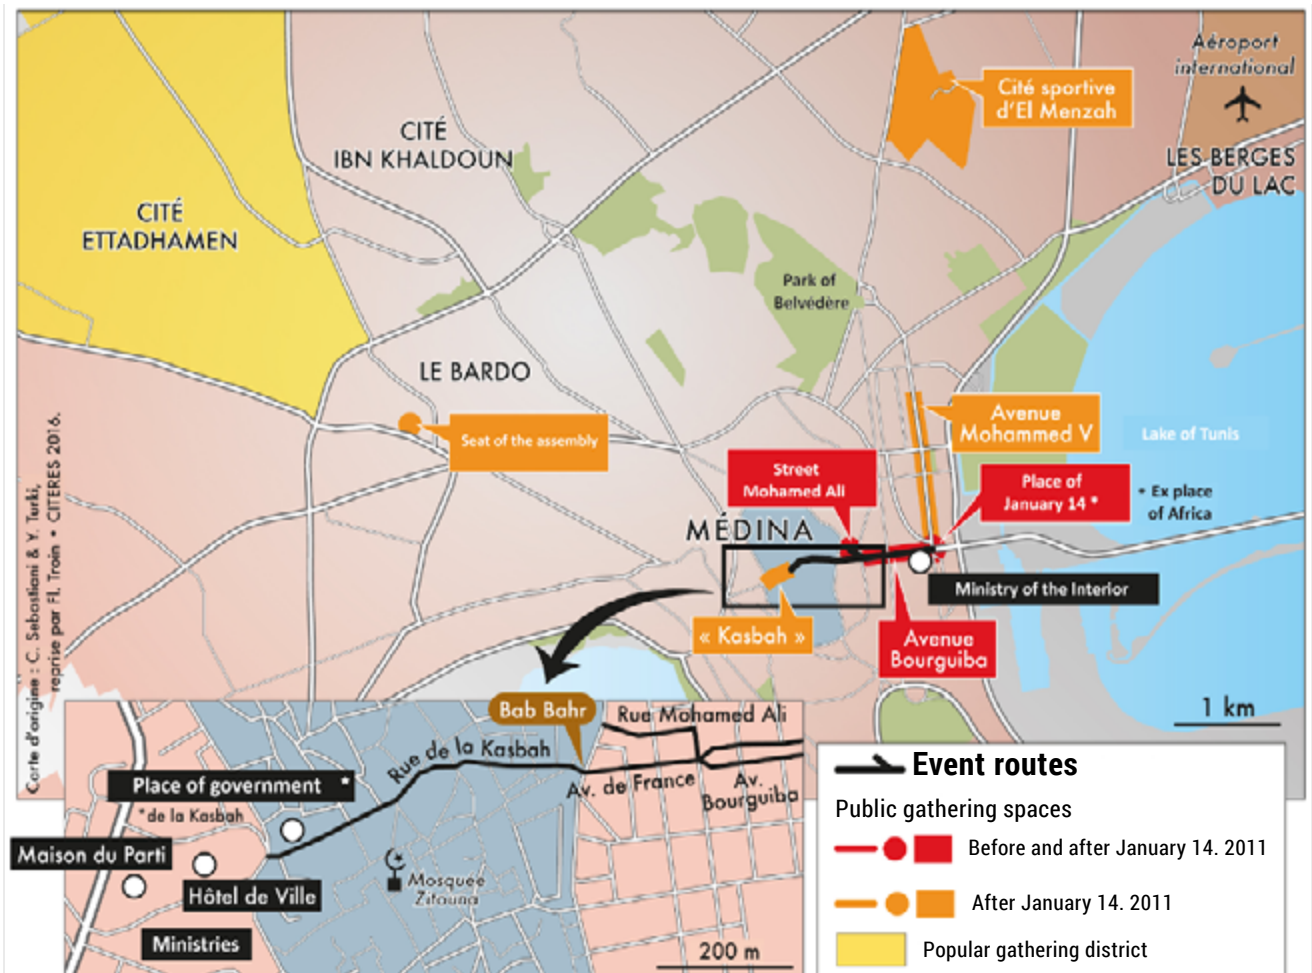 Aéroport
international
Cité sportive
d'El Menzah
CITÉ
IBN KHALDOUN
LES BERGES
DU LAC
CITÉ
ETTADHAMEN
Park of
Belvédère
LE BARDO
Seat of the assembly
Avenue
Mohammed V
Lake of Tunis
Street
Mohamed Ali
Place of
January 14 *
* Ex place
of Africa
MÉDINA
Ministry of the Interior
« Kasbah »
Avenue
Bourguiba
1 km
Carte d'origine : C. Sebastiani & Y. Turki,
reprise par Fl. Troin • CITERES 2016.
Bab Bahr
Rue Mohamed Ali
Rue de la Kasbah
Av. de France
Av.
Bourguiba
Place of government *
*de la Kasbah
Maison du Parti
Hôtel de Ville
Mosquée
Zitouna
Ministries
200 m
Event routes
Public gathering spaces
Before and after January 14. 2011
After January 14. 2011
Popular gathering district